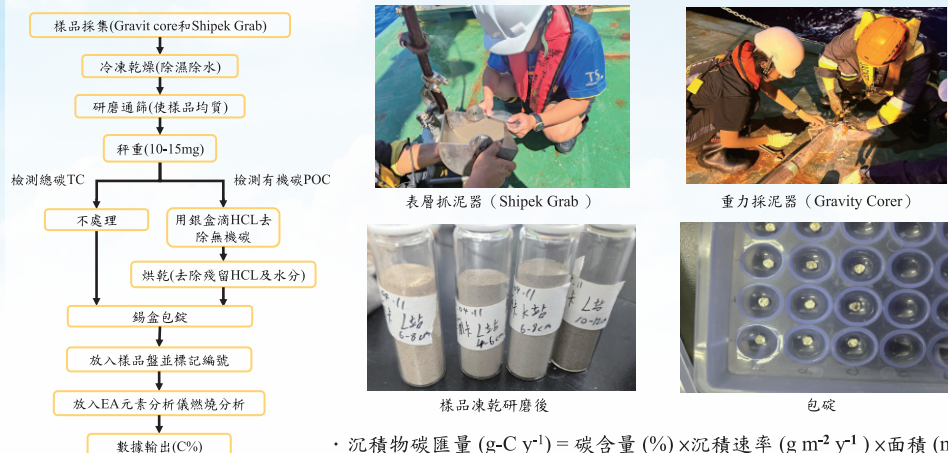 樣品採集(Gravit core和Shipek Grab)
冷凍乾燥(除濕除水)
研磨通篩(使樣品均質)
秤重(10-15mg)
檢測總碳TC
檢測有機碳POC
不處理
用銀盒滴HCL去
除無機碳
烘乾(去除殘留HCL及水分)
錫盒包錠
放入樣品盤並標記編號
放入EA元素分析儀燃燒分析
數據輸出(C%)
表層抓泥器（Shipek Grab ）
重力採泥器（Gravity Corer）
.04.11
L站
6-8cm
.04.11
L站
4-6cm
.04.11
K站
6-8cm
L站
10-12cm
樣品凍乾研磨後
包碇
· 沉積物碳匯量 (g-C y⁻¹) = 碳含量 (%) ×沉積速率 (g m⁻² y⁻¹ ) ×面積 (m